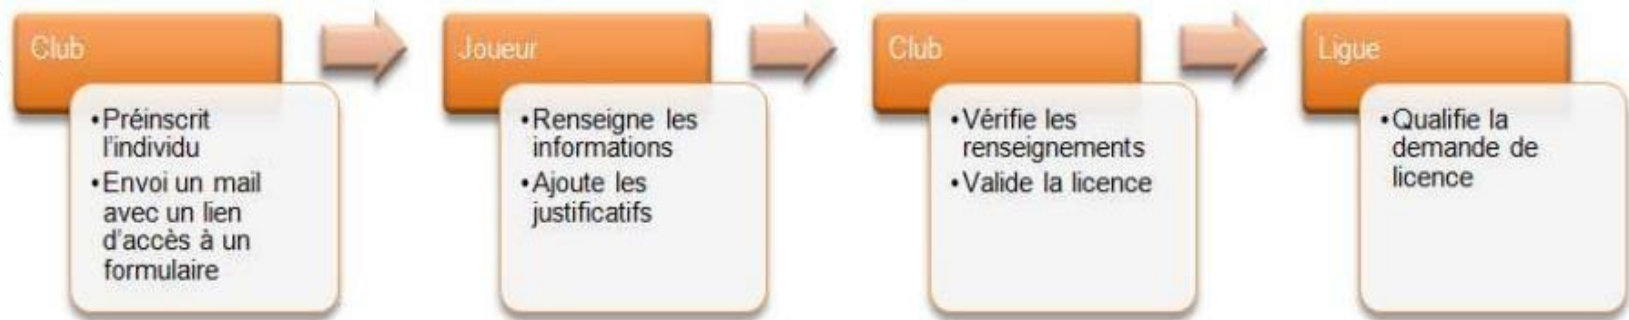 Club
•Préinscrit
l'individu
•Envoi un mail
avec un lien
d'accès à un
formulaire
Joueur
•Renseigne les
informations
•Ajoute les
justificatifs
Club
•Vérifie les
renseignements
•Valide la licence
Ligue
•Qualifie la
demande de
licence